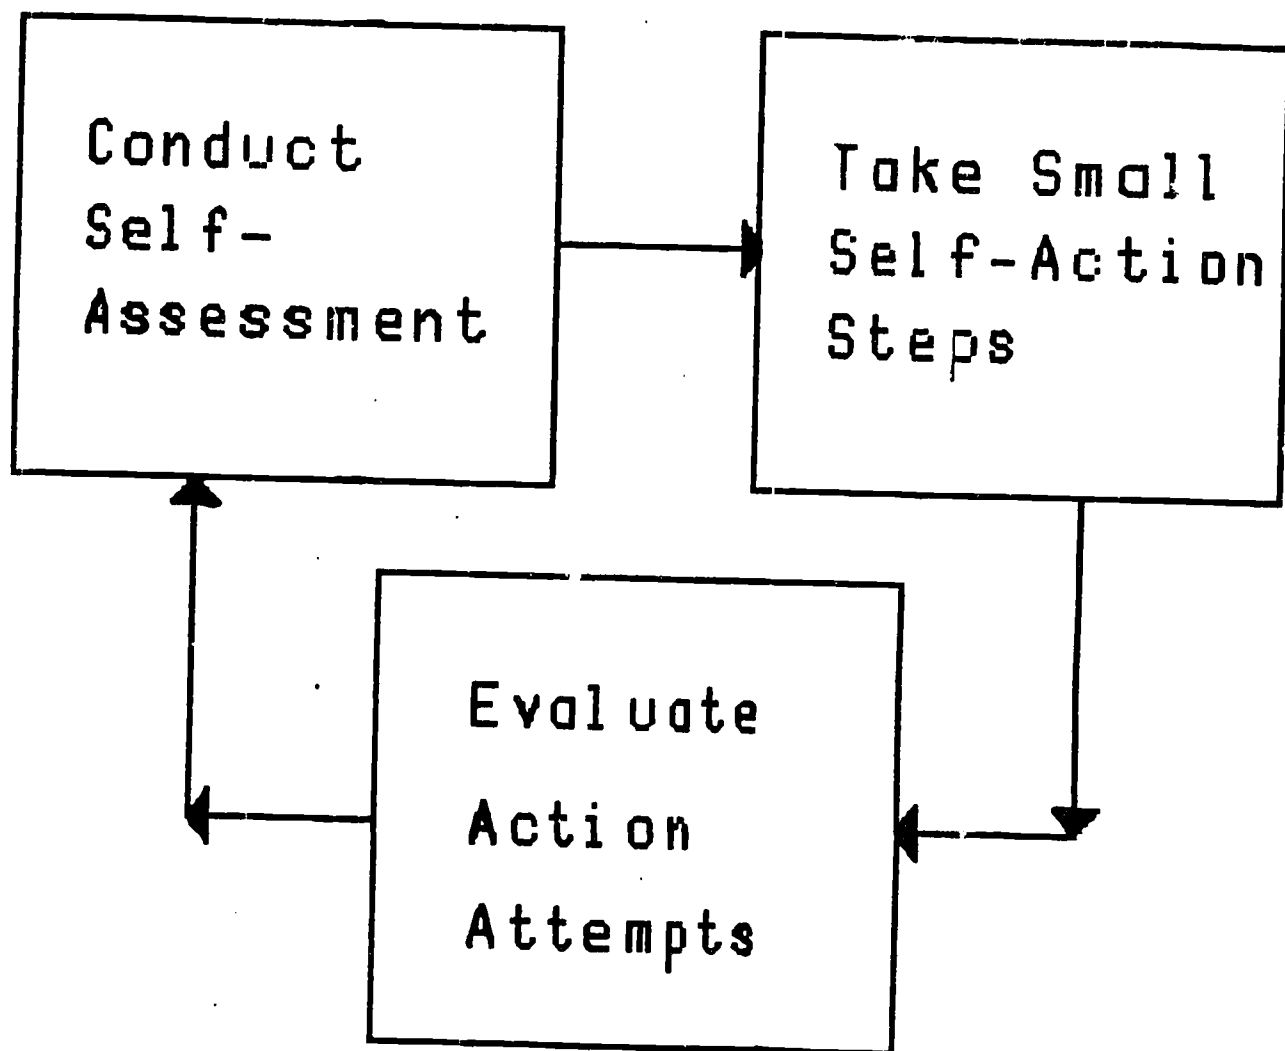 Conduct
Self-
Assessment
Take Small
Self-Action
Steps
Evaluate
Action
Attempts